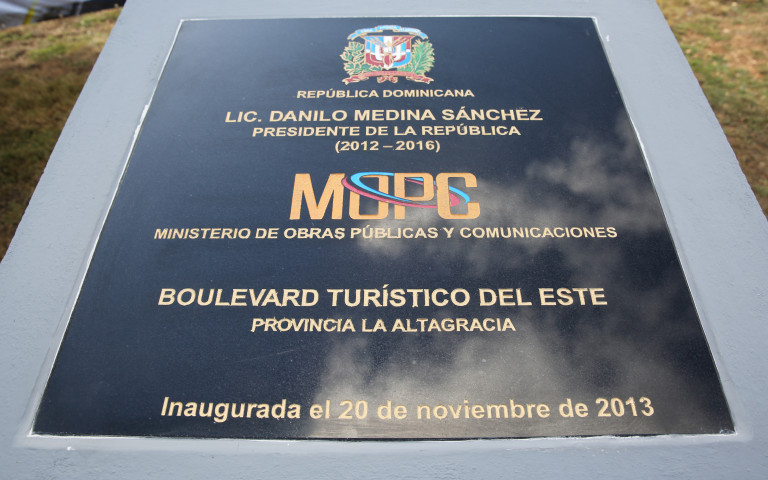 REPÚBLICA DOMINICANA
LIC. DANILO MEDINA SÁNCHEZ
PRESIDENTE DE LA REPÚBLICA
(2012 – 2016)
MOPC
MINISTERIO DE OBRAS PÚBLICAS Y COMUNICACIONES
BOULEVARD TURÍSTICO DEL ESTE
PROVINCIA LA ALTAGRACIA
Inaugurada el 20 de noviembre de 2013